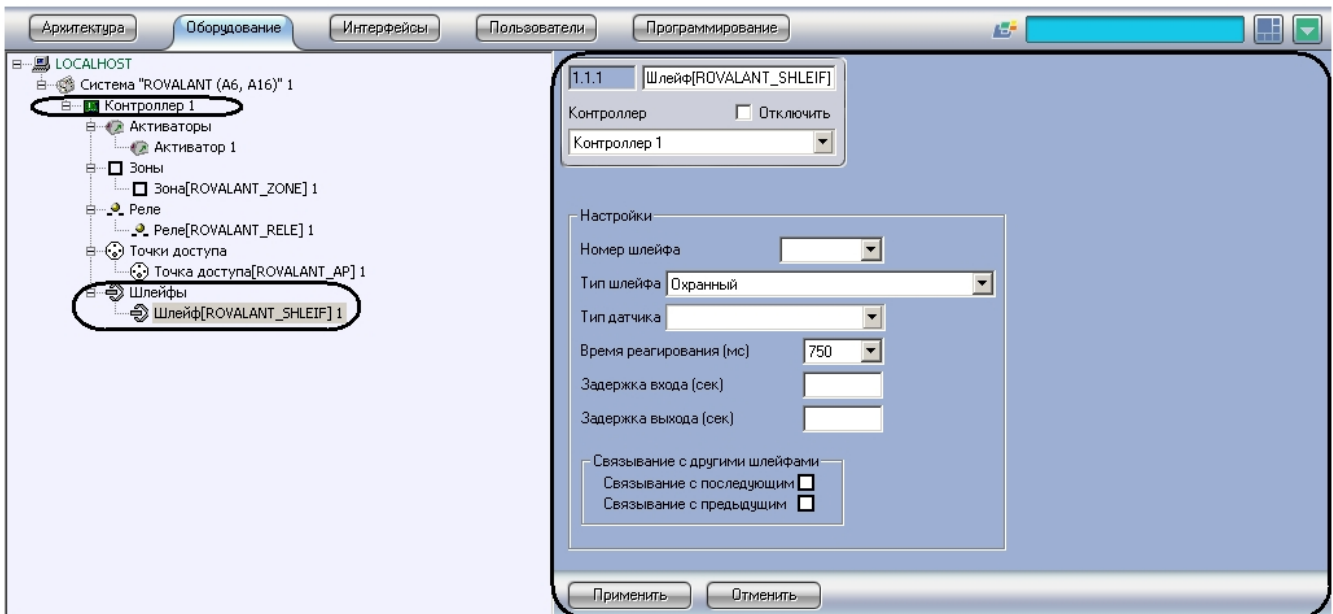 Архитектура Оборудование Интерфейсы Пользователи Программирование
LOCALHOST
Система "ROVALANT (A6, A16)" 1
Контроллер 1
Активаторы
Активатор 1
Зоны
Зона[ROVALANT_ZONE] 1
Реле
Реле[ROVALANT_RELE] 1
Точки доступа
Точка доступа[ROVALANT_AP] 1
Шлейфы
Шлейф[ROVALANT_SHLEIF] 1
1.1.1 Шлейф[ROVALANT_SHLEIF]
Контроллер Отключить
Контроллер 1
Настройки
Номер шлейфа
Тип шлейфа Охранный
Тип датчика
Время реагирования (мс) 750
Задержка входа (сек)
Задержка выхода (сек)
Связывание с другими шлейфами
Связывание с последующим
Связывание с предыдущим
Применить Отменить